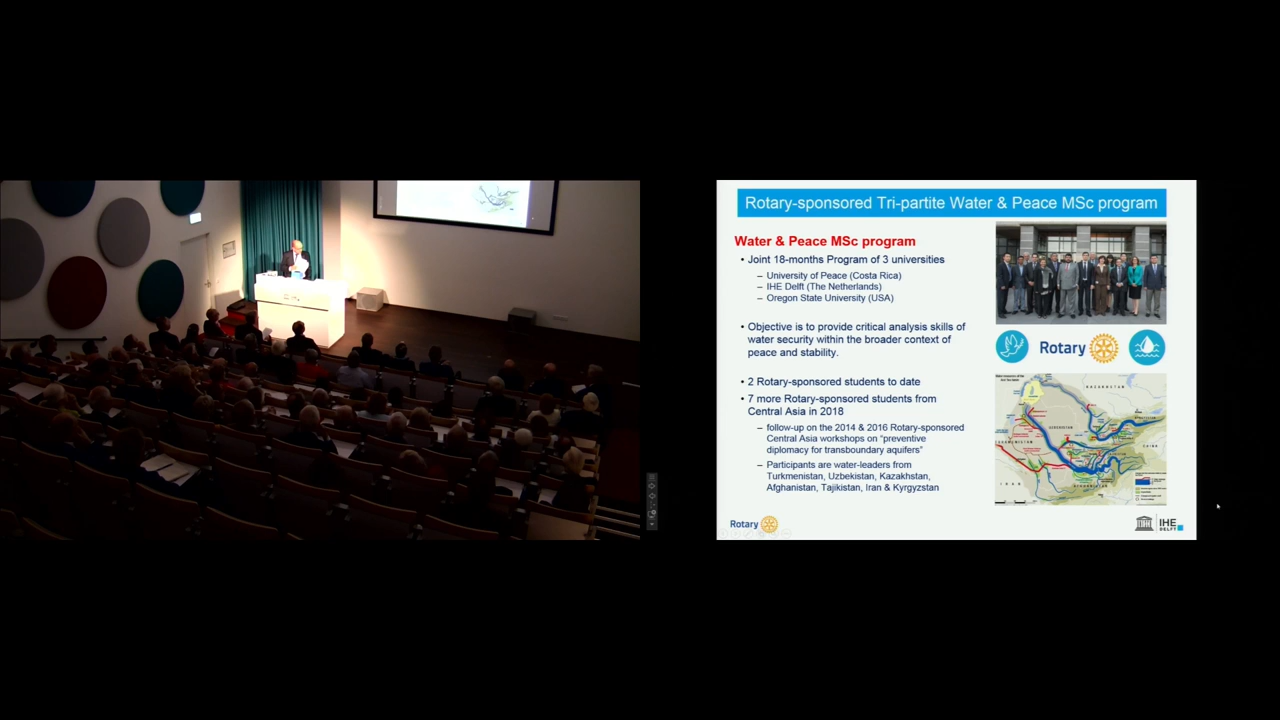 Rotary-sponsored Tri-partite Water & Peace MSc program
Water & Peace MSc program
• Joint 18-months Program of 3 universities
– University of Peace (Costa Rica)
– IHE Delft (The Netherlands)
– Oregon State University (USA)
• Objective is to provide critical analysis skills of
water security within the broader context of
peace and stability.
• 2 Rotary-sponsored students to date
• 7 more Rotary-sponsored students from
Central Asia in 2018
– follow-up on the 2014 & 2016 Rotary-sponsored
Central Asia workshops on "preventive
diplomacy for transboundary aquifers"
– Participants are water-leaders from
Turkmenistan, Uzbekistan, Kazakhstan,
Afghanistan, Tajikistan, Iran & Kyrgyzstan
Rotary
KAZAKHSTAN
UZBEKISTAN
CHINA
IRAN
Rotary
IHE
DELFT